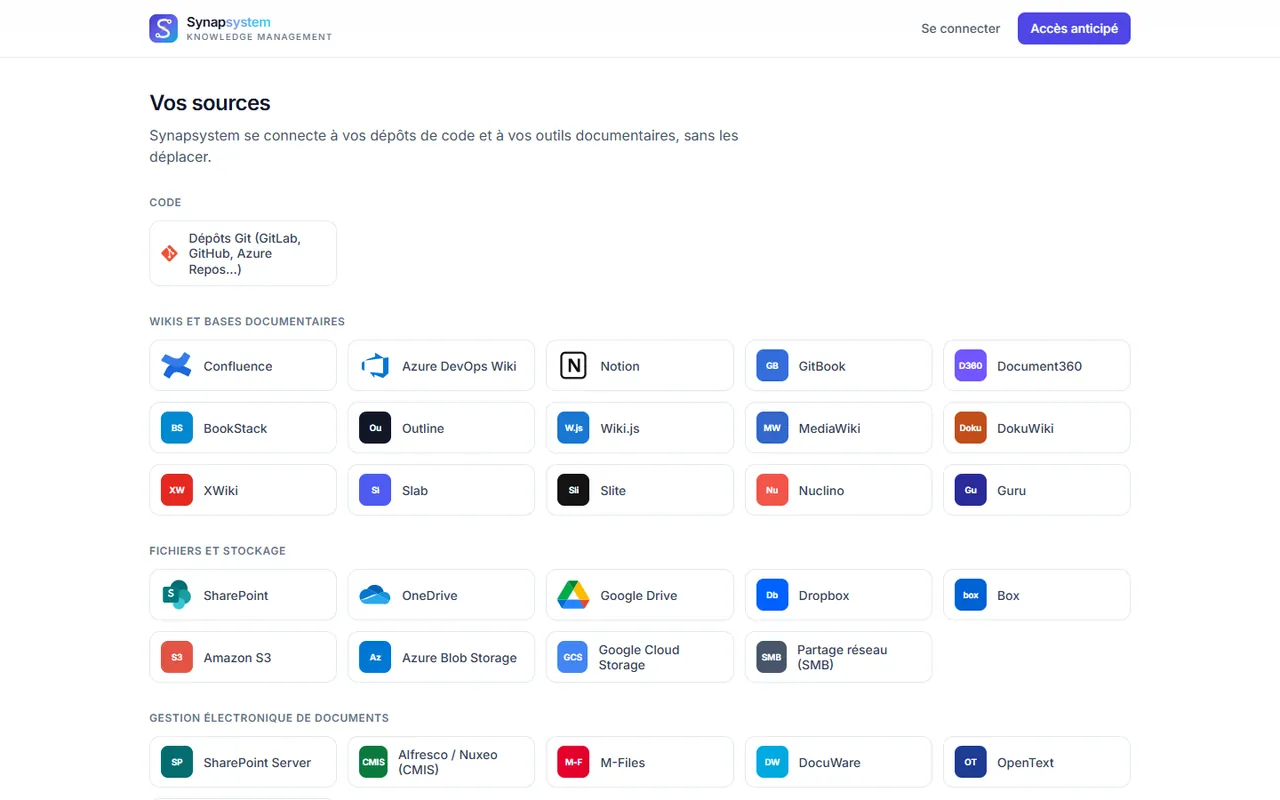 Synapsystem
KNOWLEDGE MANAGEMENT
Se connecter
Accès anticipé
Vos sources
Synapsystem se connecte à vos dépôts de code et à vos outils documentaires, sans les
déplacer.
CODE
Dépôts Git (GitLab,
GitHub, Azure
Repos...)
WIKIS ET BASES DOCUMENTAIRES
Confluence
Azure DevOps Wiki
N Notion
GB GitBook
D360 Document360
BS BookStack
Ou Outline
W.js Wiki.js
MW MediaWiki
Doku DokuWiki
XW XWiki
Sl Slab
Sli Slite
Nu Nuclino
Gu Guru
FICHIERS ET STOCKAGE
S SharePoint
OneDrive
Google Drive
Db Dropbox
box Box
S3 Amazon S3
Az Azure Blob Storage
GCS Google Cloud
Storage
SMB Partage réseau
(SMB)
GESTION ÉLECTRONIQUE DE DOCUMENTS
SP SharePoint Server
CMIS Alfresco / Nuxeo
(CMIS)
M-F M-Files
DW DocuWare
OT OpenText